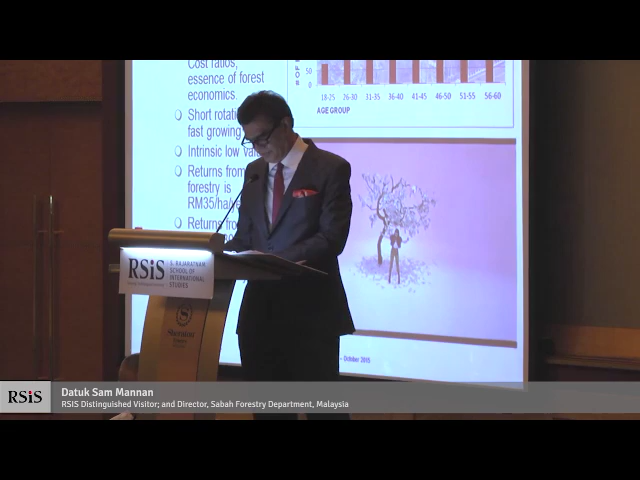 Cost ratios,
essence of forest
economics.
Short rotati
fast growing
Intrinsic low val
Returns from
forestry is
RM35/ha/
Returns fro
50
0
18-25 26-30 31-35 36-40 41-45 46-50 51-55 56-60
AGE GROUP
– October 2015
RSiS
S. RAJARATNAM
SCHOOL OF
INTERNATIONAL
STUDIES
Sheraton
RSiS
Datuk Sam Mannan
RSIS Distinguished Visitor; and Director, Sabah Forestry Department, Malaysia